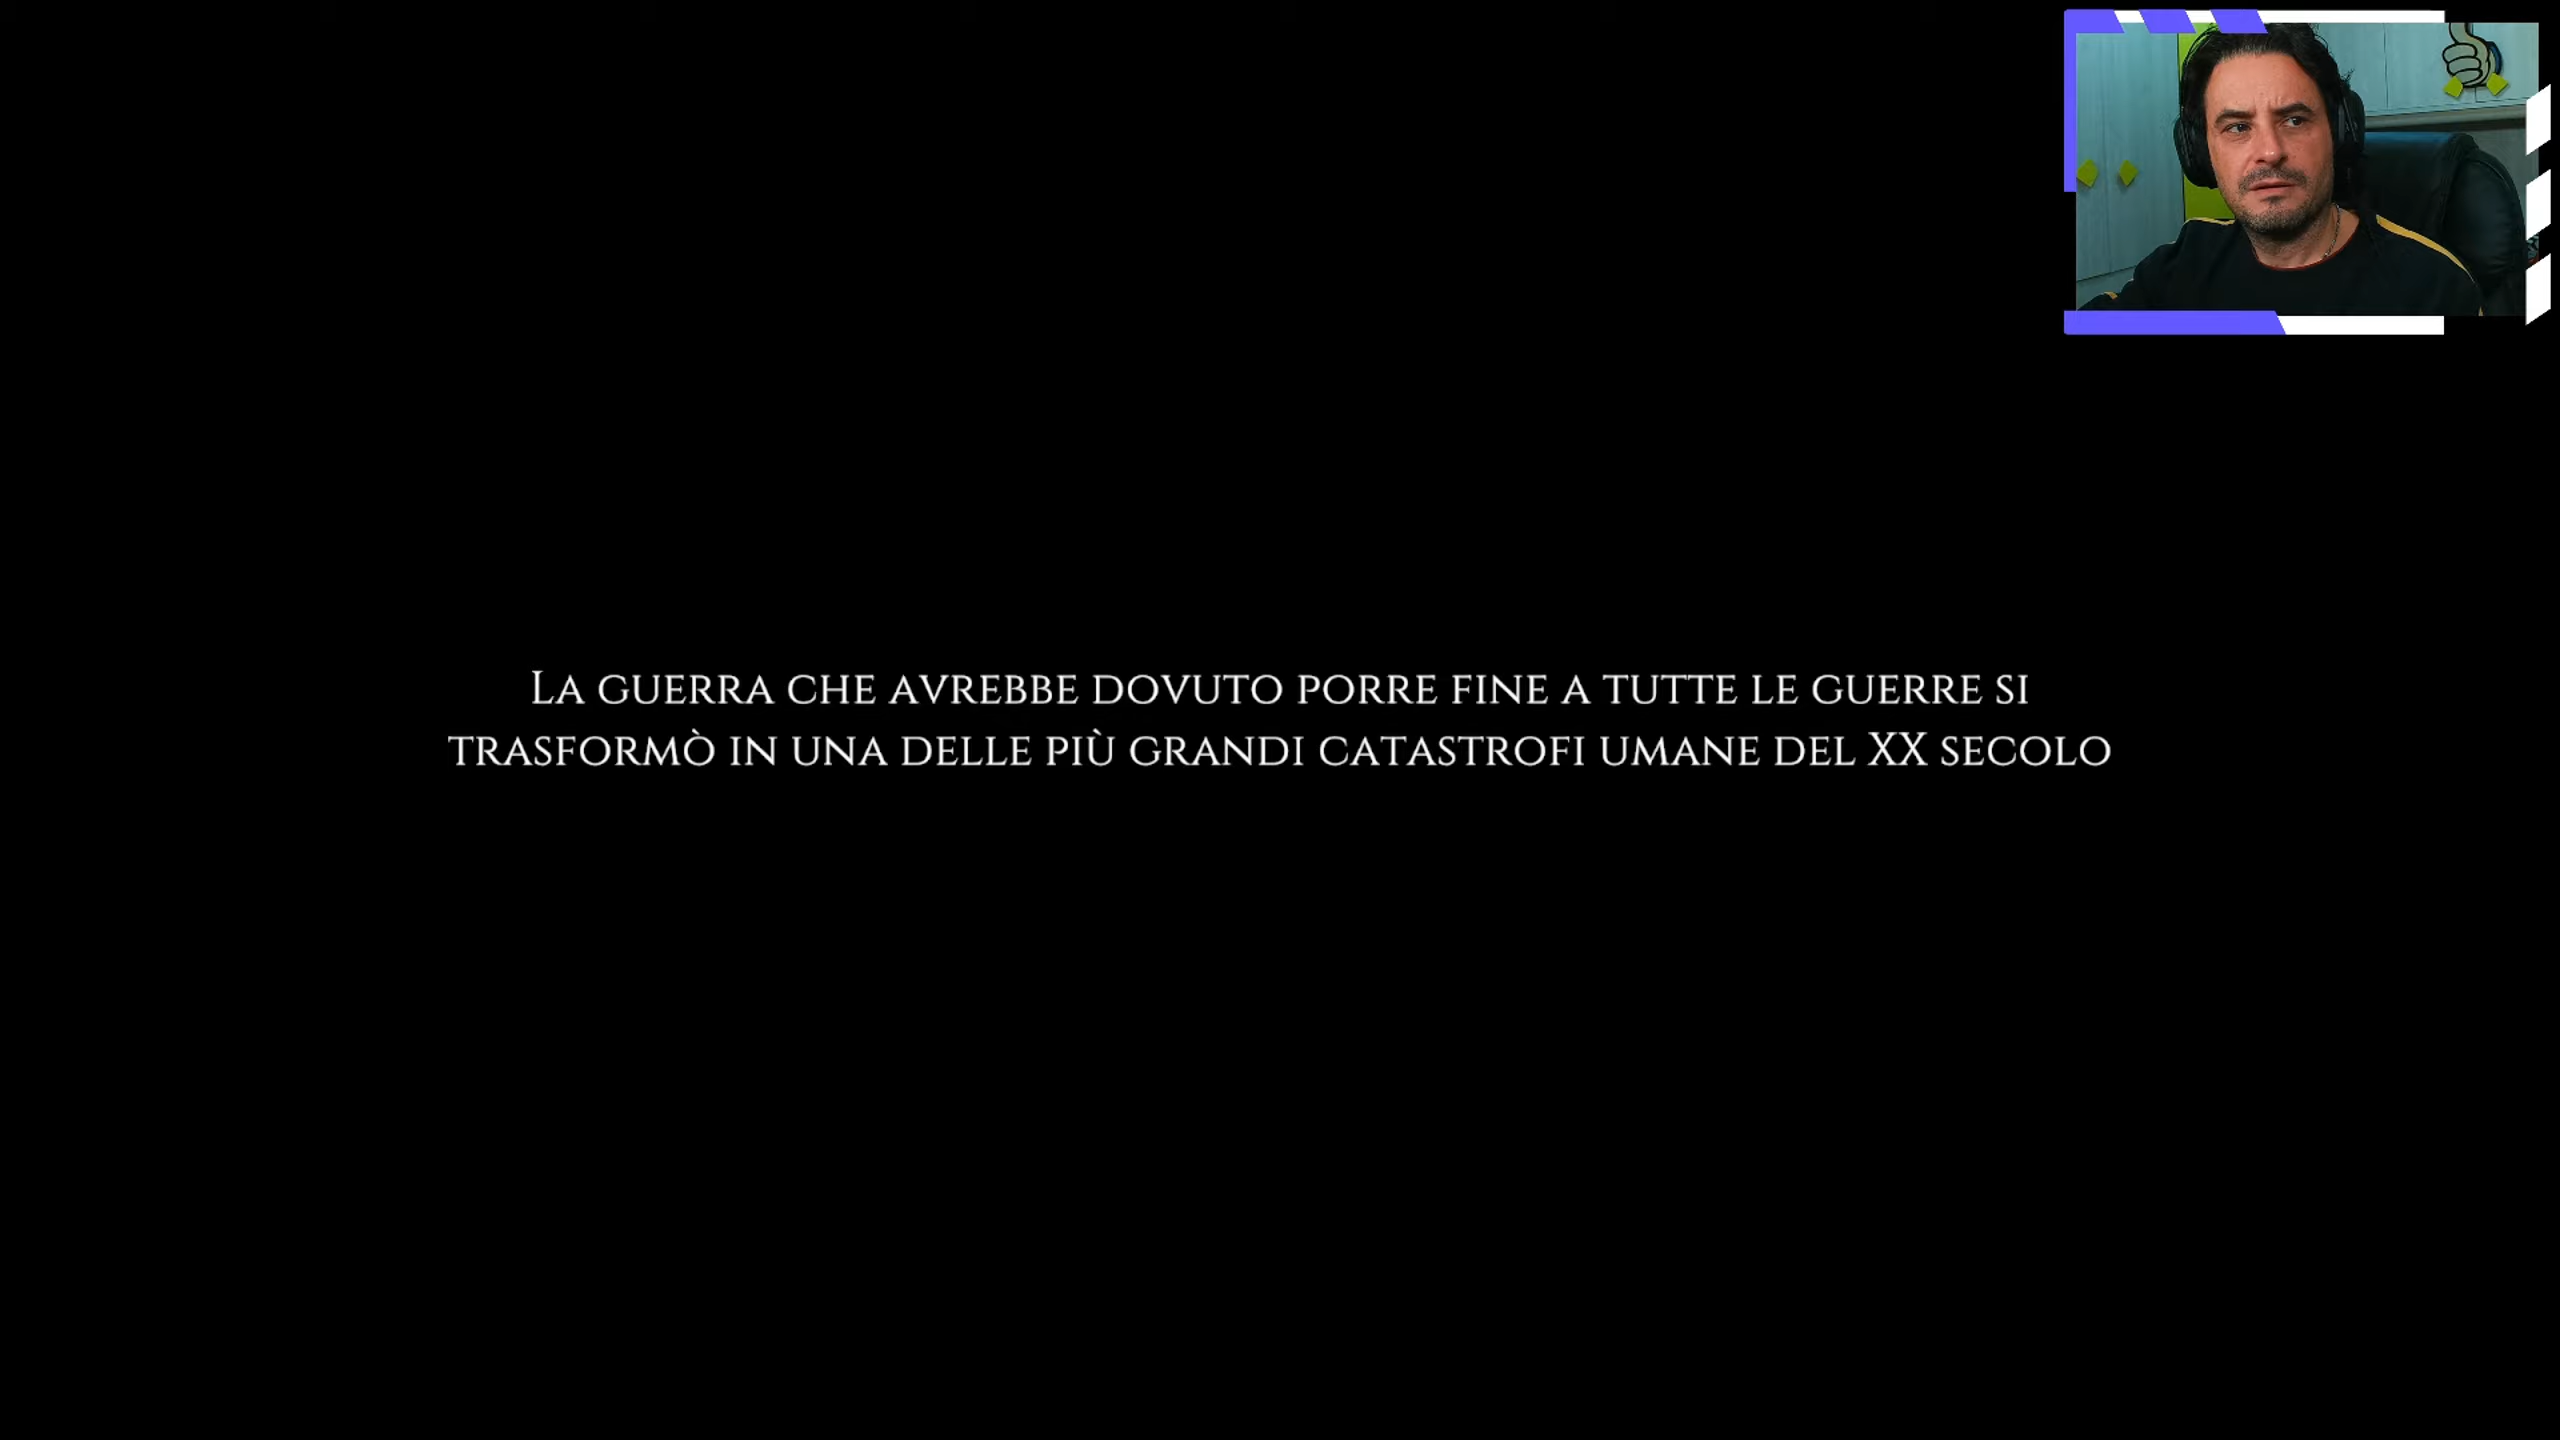 La guerra che avrebbe dovuto porre fine a tutte le guerre si
trasformò in una delle più grandi catastrofi umane del XX secolo